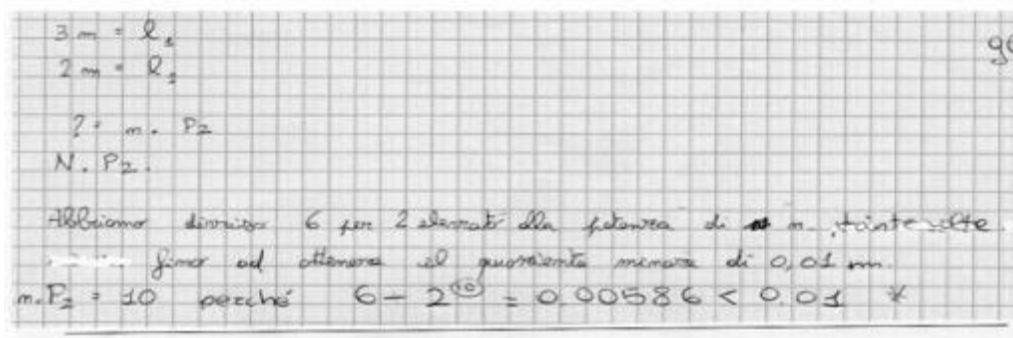 3 m = l₁
96
2 m = l₂
? = n. P₂
N. P₂.
Abbiamo diviso 6 per 2 elevato alla potenza di n. tante volte
fino ad ottenere il quoziente minore di 0,01 m.
n. P₂ = 10 perché 6 - 2^10 = 0.00586 < 0.01 *